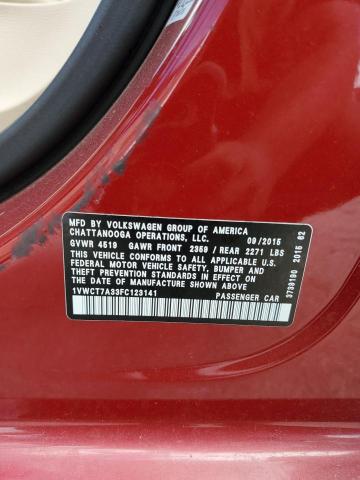 MFD BY VOLKSWAGEN GROUP OF AMERICA
CHATTANOOGA OPERATIONS, LLC. 09/2015
GVWR 4519 GAWR FRONT 2359 / REAR 2271 LBS
THIS VEHICLE CONFORMS TO ALL APPLICABLE
FEDERAL MOTOR VEHICLE SAFETY, BUMPER AND
THEFT PREVENTION STANDARDS IN EFFECT ON
THE DATE OF MANUFACTURE SHOWN ABOVE
1VWCT7A33FC123141 PASSENGER CAR
3739190 2015 62